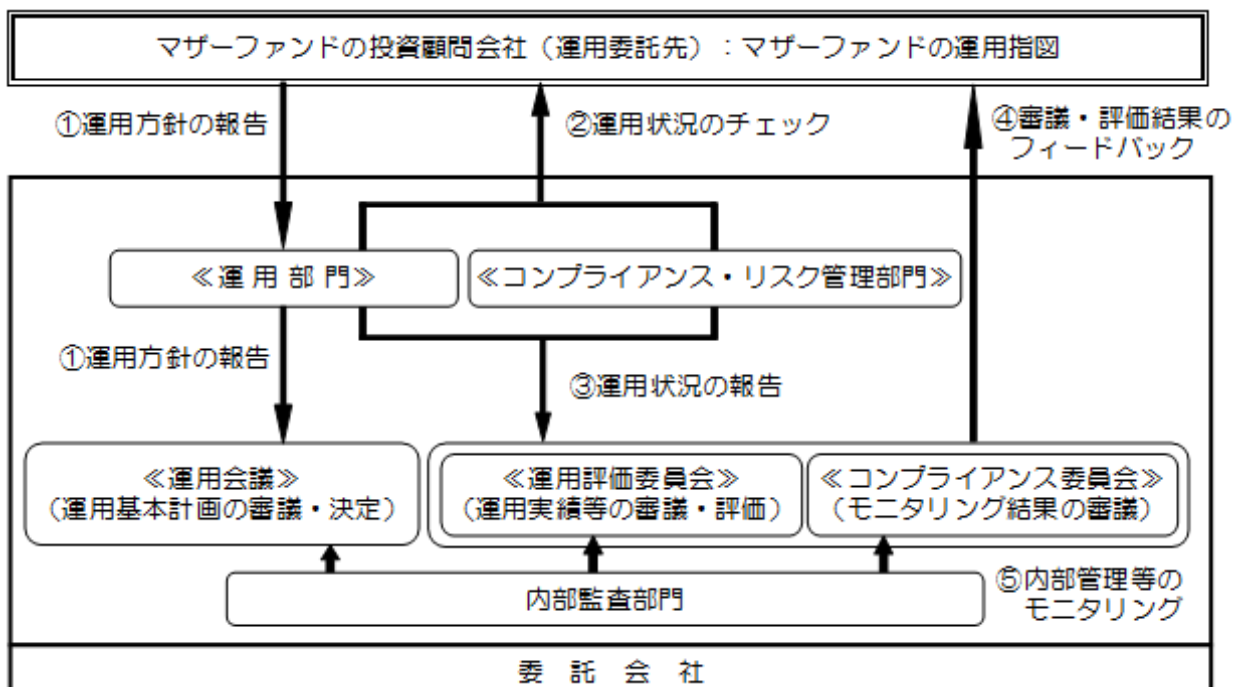 マザーファンドの投資顧問会社（運用委託先）：マザーファンドの運用指図
①運用方針の報告
②運用状況のチェック
④審議・評価結果の
フィードバック
≪運 用 部 門≫
≪コンプライアンス・リスク管理部門≫
①運用方針の報告
③運用状況の報告
≪運用会議≫
（運用基本計画の審議・決定）
≪運用評価委員会≫
（運用実績等の審議・評価）
≪コンプライアンス委員会≫
（モニタリング結果の審議）
内部監査部門
⑤内部管理等の
モニタリング
委 託 会 社